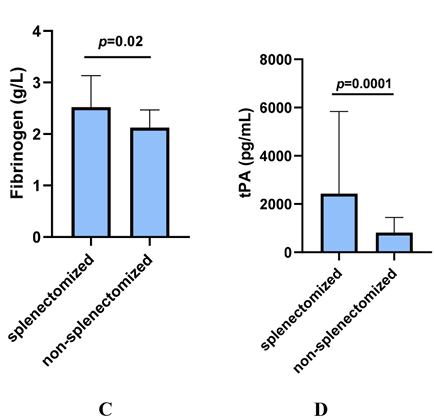 p=0.02
Fibrinogen (g/L)
4
3
2
1
0
splenectomized
non-splenectomized
C
p=0.0001
tPA (pg/mL)
8000
6000
4000
2000
0
splenectomized
non-splenectomized
D